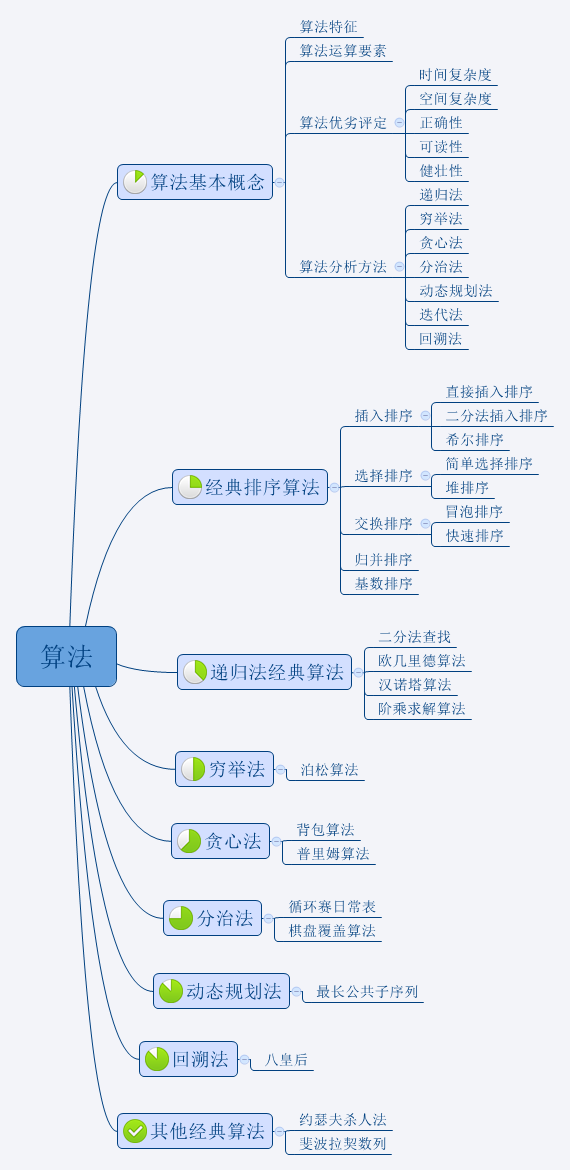 算法
算法基本概念
算法特征
算法运算要素
算法优劣评定
时间复杂度
空间复杂度
正确性
可读性
健壮性
算法分析方法
递归法
穷举法
贪心法
分治法
动态规划法
迭代法
回溯法
经典排序算法
插入排序
直接插入排序
二分法插入排序
希尔排序
选择排序
简单选择排序
堆排序
交换排序
冒泡排序
快速排序
归并排序
基数排序
递归法经典算法
二分法查找
欧几里德算法
汉诺塔算法
阶乘求解算法
穷举法
泊松算法
贪心法
背包算法
普里姆算法
分治法
循环赛日常表
棋盘覆盖算法
动态规划法
最长公共子序列
回溯法
八皇后
其他经典算法
约瑟夫杀人法
斐波拉契数列